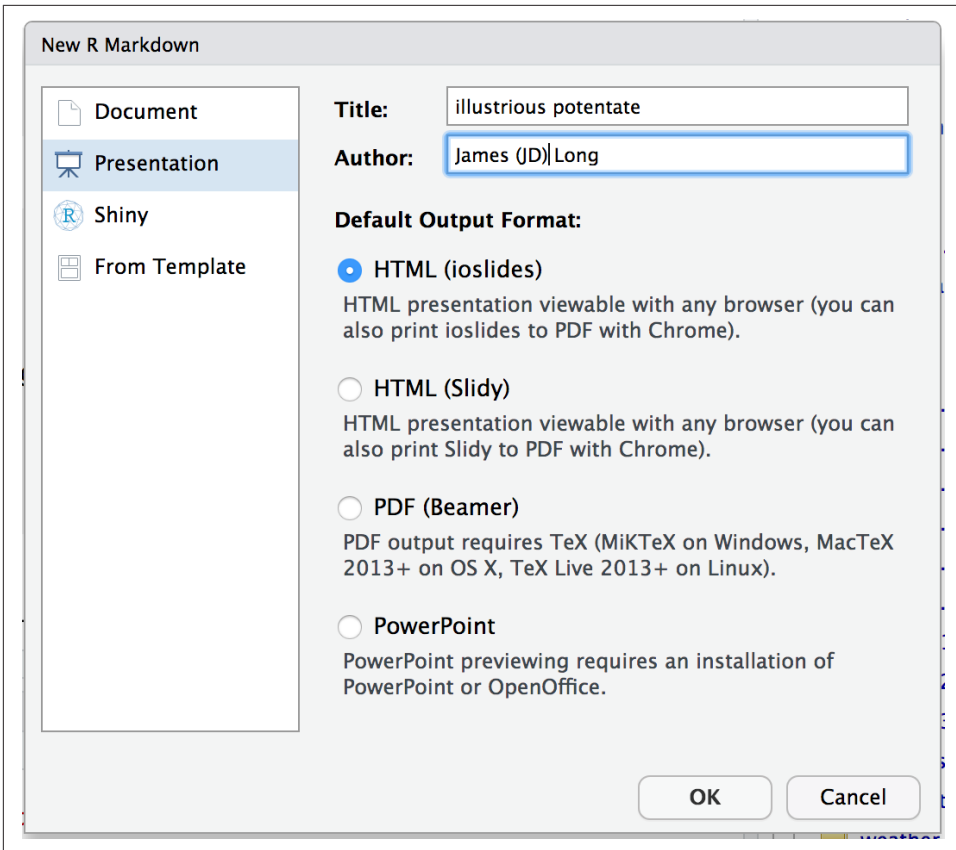 New R Markdown
Document
Presentation
R Shiny
From Template
Title: illustrious potentate
Author: James (JD) Long
Default Output Format:
HTML (ioslides)
HTML presentation viewable with any browser (you can
also print ioslides to PDF with Chrome).
HTML (Slidy)
HTML presentation viewable with any browser (you can
also print Slidy to PDF with Chrome).
PDF (Beamer)
PDF output requires TeX (MiKTeX on Windows, MacTeX
2013+ on OS X, TeX Live 2013+ on Linux).
PowerPoint
PowerPoint previewing requires an installation of
PowerPoint or OpenOffice.
OK Cancel